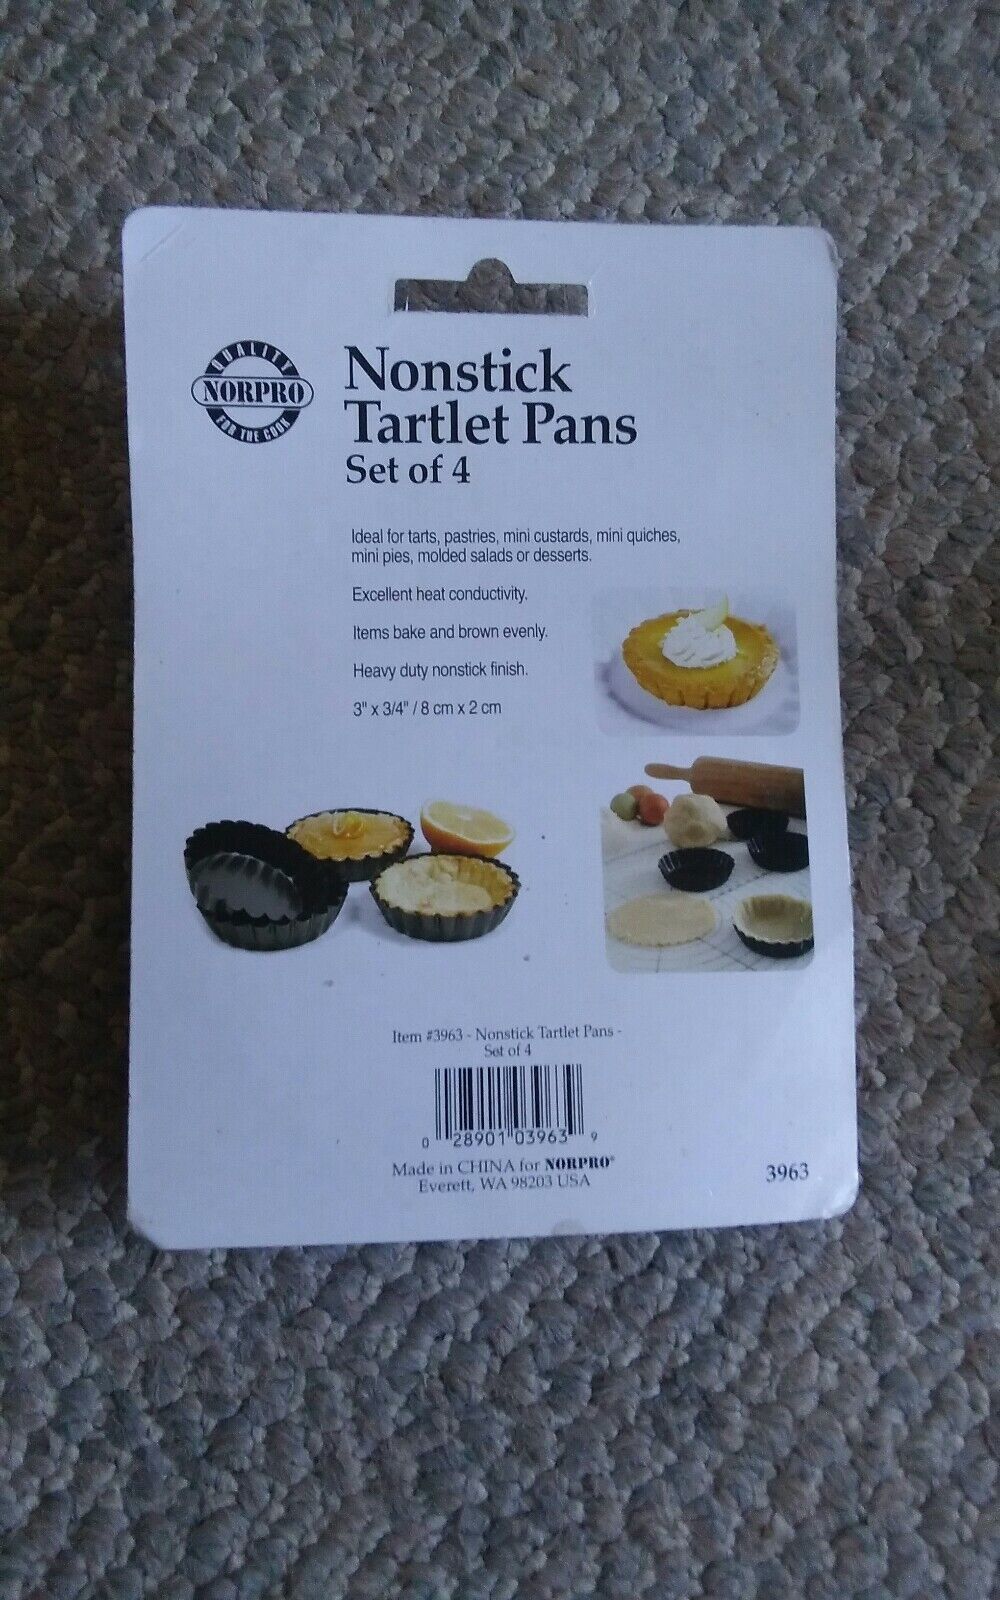 QUALITY
NORPRO
FOR THE COOK
Nonstick
Tartlet Pans
Set of 4
Ideal for tarts, pastries, mini custards, mini quiches,
mini pies, molded salads or desserts.
Excellent heat conductivity.
Items bake and brown evenly.
Heavy duty nonstick finish.
3" x 3/4" / 8 cm x 2 cm
Item #3963 - Nonstick Tartlet Pans -
Set of 4
0 28901 03963 9
Made in CHINA for NORPRO®
Everett, WA 98203 USA
3963